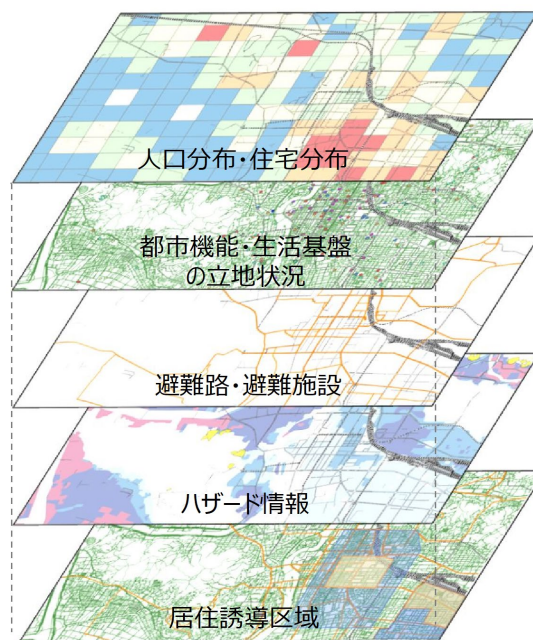 人口分布・住宅分布
都市機能・生活基盤
の立地状況
避難路・避難施設
ハザード情報
居住誘導区域